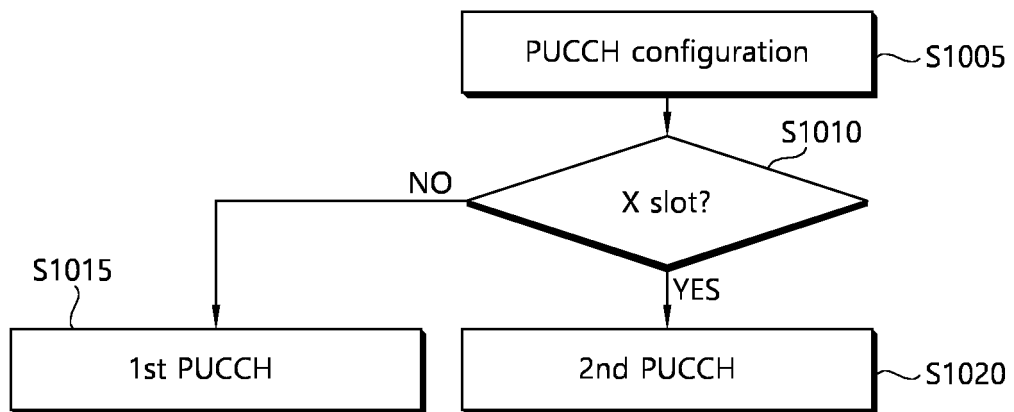 PUCCH configuration
S1005
S1010
X slot?
NO
YES
S1015
1st PUCCH
2nd PUCCH
S1020